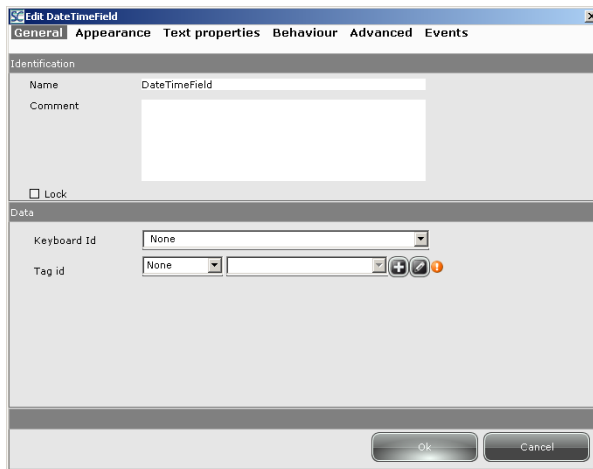 SC Edit DateTimeField
General Appearance Text properties Behaviour Advanced Events
Identification
Name DateTimeField
Comment
Lock
Data
Keyboard Id None
Tag id None
Ok Cancel